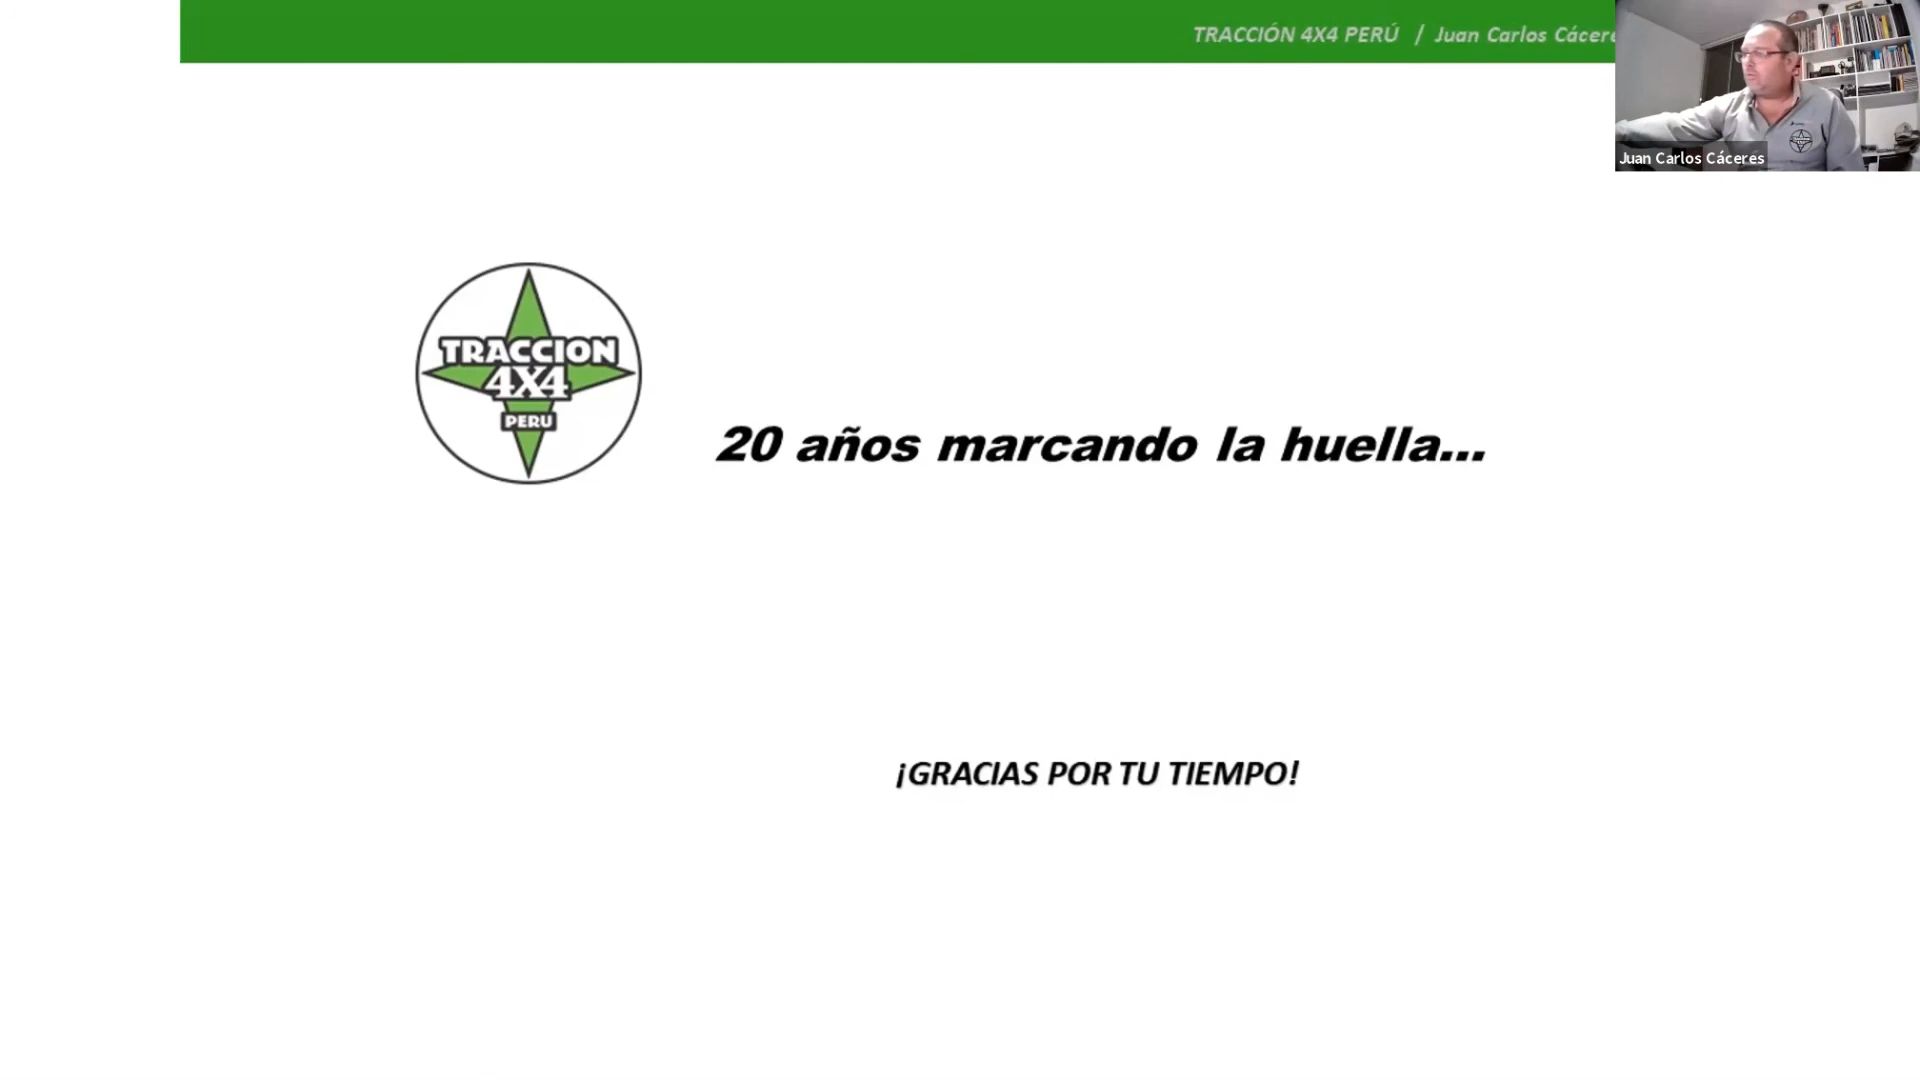 TRACCIÓN 4X4 PERÚ / Juan Carlos Cácere
Juan Carlos Cáceres
TRACCION
4X4
PERU
20 años marcando la huella...
¡GRACIAS POR TU TIEMPO!